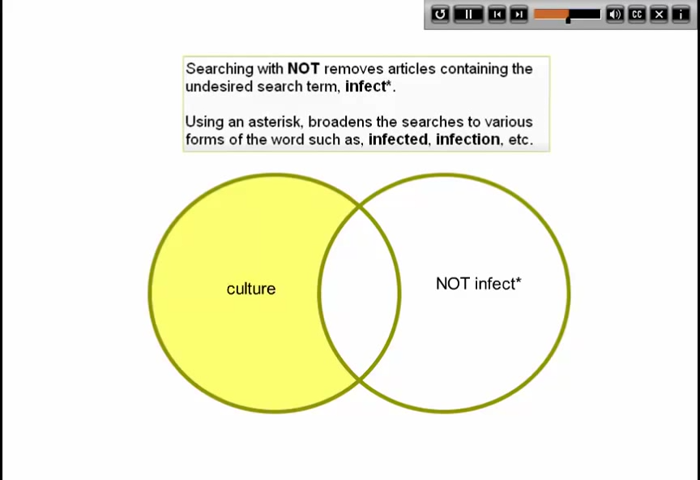 CC
i
Searching with NOT removes articles containing the
undesired search term, infect*.
Using an asterisk, broadens the searches to various
forms of the word such as, infected, infection, etc.
culture
NOT infect*